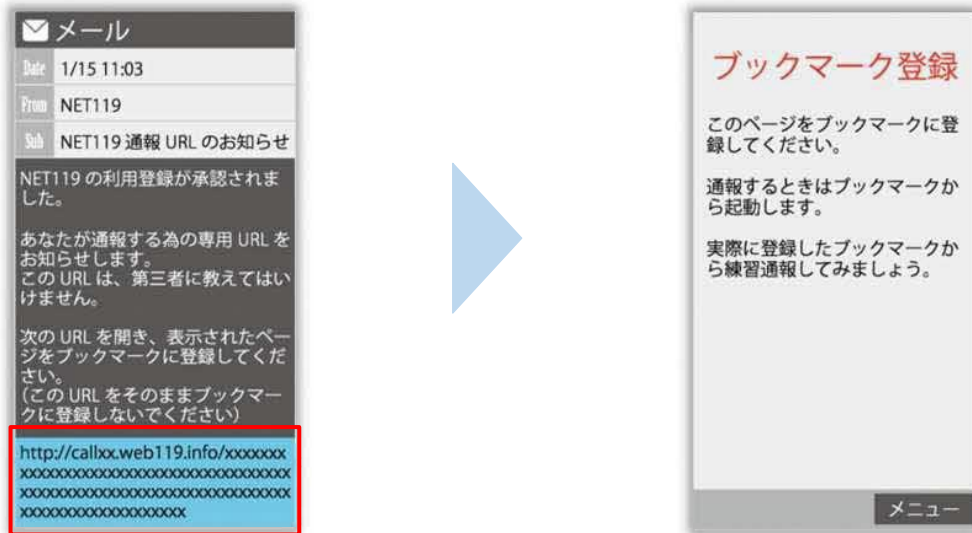 メール
Date 1/15 11:03
From NET119
Sub NET119 通報 URL のお知らせ
NET119 の利用登録が承認されま
した。
あなたが通報する為の専用 URL を
お知らせします。
この URL は、第三者に教えてはい
けません。
次の URL を開き、表示されたペー
ジをブックマークに登録してくだ
さい。
（この URL をそのままブックマー
クに登録しないでください）
http://callxx.web119.info/xxxxxxx
xxxxxxxxxxxxxxxxxxxxxxxxxxxxxx
xxxxxxxxxxxxxxxxxxxxxxxxxxxxxx
xxxxxxxxxxxxxxxxxxx
ブックマーク登録
このページをブックマークに登
録してください。
通報するときはブックマークか
ら起動します。
実際に登録したブックマークか
ら練習通報してみましょう。
メニュー